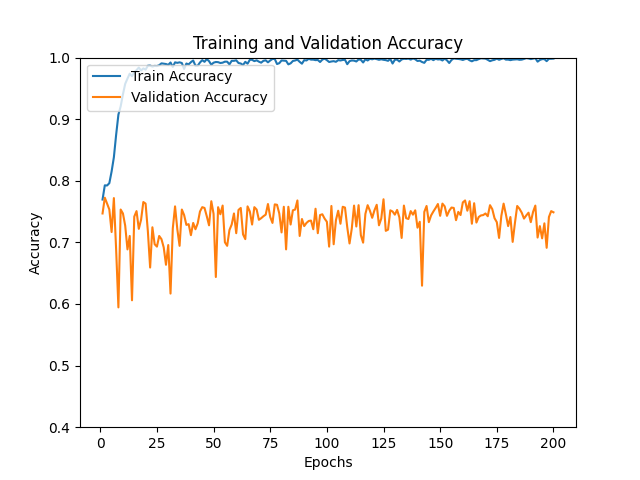 Training and Validation Accuracy
1.0
Train Accuracy
Validation Accuracy
0.9
0.8
0.7
0.6
0.5
0.4
Accuracy
0 25 50 75 100 125 150 175 200
Epochs